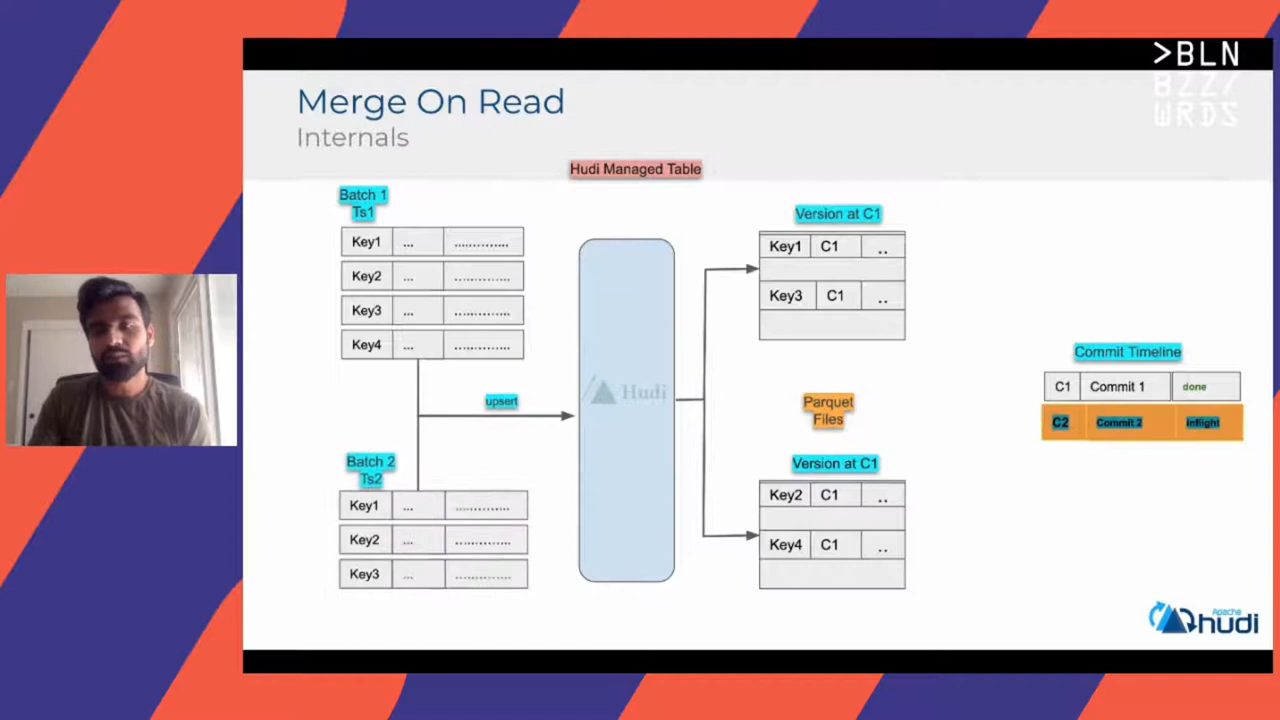 >BLN
BZZ/
WRDS
Merge On Read
Internals
Hudi Managed Table
Batch 1
Ts1
Key1 ... .............
Key2 ... .............
Key3 ... .............
Key4 ... .............
upsert
Batch 2
Ts2
Key1 ... .............
Key2 ... .............
Key3 ... .............
Hudi
Version at C1
Key1 C1 ..
Key3 C1 ..
Parquet
Files
Version at C1
Key2 C1 ..
Key4 C1 ..
Commit Timeline
C1 Commit 1 done
C2 Commit 2 Inflight
Apache
hudi